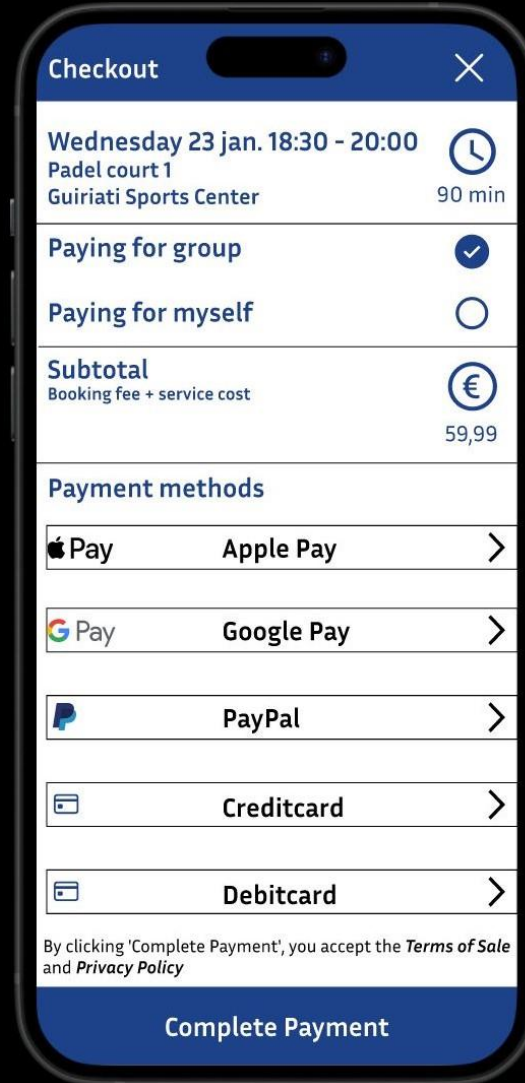 Checkout
Wednesday 23 jan. 18:30 - 20:00
Padel court 1
Guiriati Sports Center
90 min
Paying for group
Paying for myself
Subtotal
Booking fee + service cost
€
59,99
Payment methods
Pay Apple Pay
G Pay Google Pay
P PayPal
Creditcard
Debitcard
By clicking 'Complete Payment', you accept the Terms of Sale
and Privacy Policy
Complete Payment